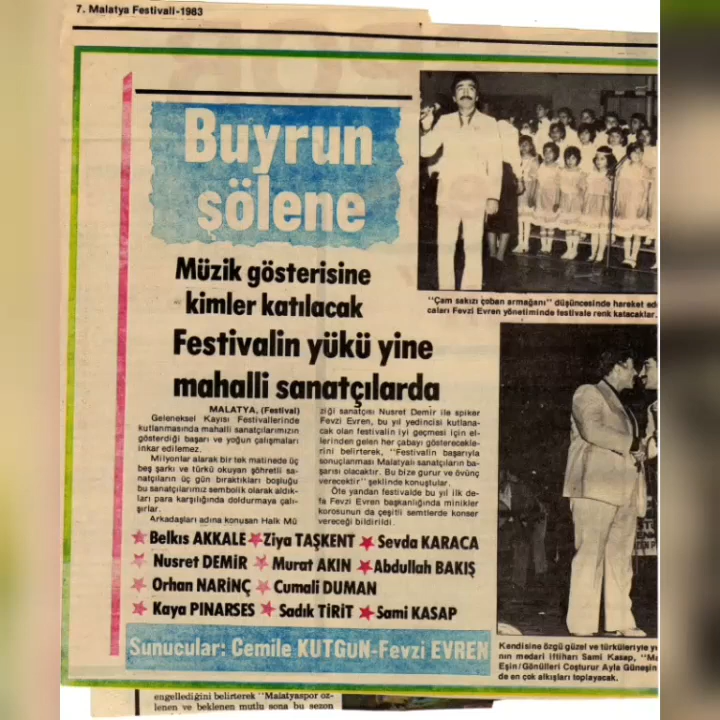 7. Malatya Festivali-1983
Buyrun
şölene
Müzik gösterisine
kimler katılacak
Festivalin yükü yine
mahalli sanatçılarda
MALATYA, (Festival)
Geleneksel Kayısı Festivallerinde
kutlanmasında mahalli sanatçılarımızın
gösterdiği başarı ve yoğun çalışmaları
inkar edilemez.
Milyonlar alarak bir tek matinede üç
beş şarkı ve türkü okuyan şöhretli sa-
natçıların üç gün bıraktıkları boşluğu
bu sanatçılarımız sembolik olarak aldık-
ları para karşılığında doldurmaya çalı-
şırlar.
Arkadaşları adına konuşan Halk Mü
ziği sanatçısı Nusret Demir ile spiker
Fevzi Evren, bu yıl yedincisi kutlana-
cak olan festivalin iyi geçmesi için el-
lerinden gelen her çabayı göstereceklе-
rini belirterek, "Festivalin başarıyla
sonuçlanması Malatyalı sanatçıların ba-
şarısı olacaktır. Bu bize gurur ve övünç
verecektir" şeklinde konuştular.
Öte yandan festivalde bu yıl ilk de-
fa Fevzi Evren başkanlığında minikler
korosunun da çeşitli semtlerde konser
vereceği bildirildi.
Belkıs AKKALE Ziya TAŞKENT Sevda KARACA
Nusret DEMİR Murat AKIN Abdullah BAKIŞ
Orhan NARİNÇ Cumali DUMAN
Kaya PINARSES Sadık TİRİT Sami KASAP
Sunucular: Cemile KUTGUN-Fevzi EVREN
"Çam sakızı çoban armağanı" düşüncesinde hareket ede
caları Fevzi Evren yönetiminde festivale renk katacaklar.
Kendisine özgü güzel ve türküleriyle ye
nın medarı iftiharı Sami Kasap, "Ma
Eşin/Gönülleri Coşturur Ayla Güneşin
de en çok alkışları toplayacak.
engellediğini belirterek "Malatyaspor öz-
lenen ve beklenen mutlu sona bu sezon